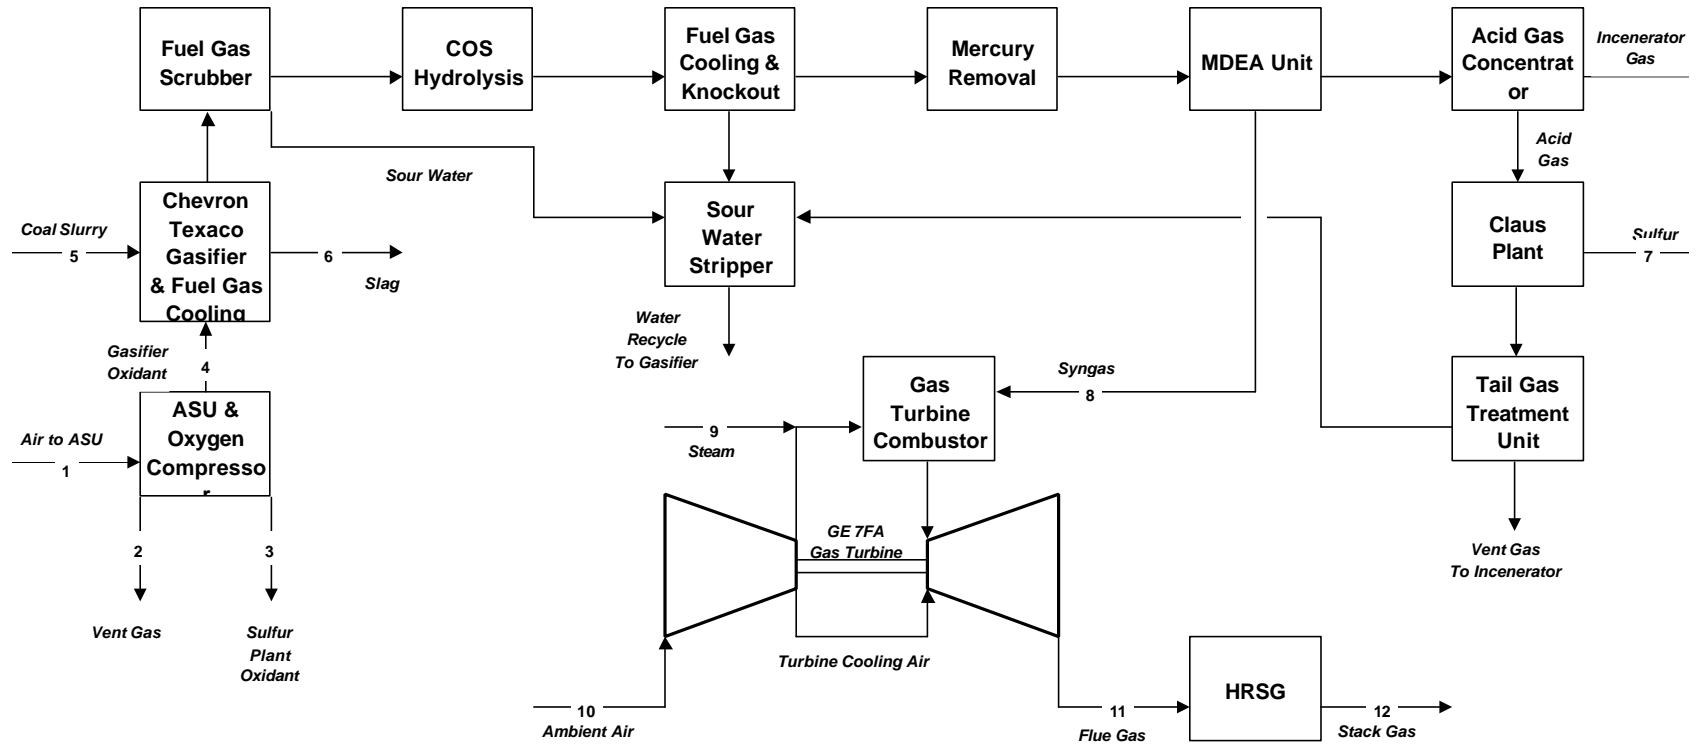 Fuel Gas
Scrubber
COS
Hydrolysis
Fuel Gas
Cooling &
Knockout
Mercury
Removal
MDEA Unit
Acid Gas
Concentrat
or
Incenerator
Gas
Acid
Gas
Sour Water
Coal Slurry
5
Chevron
Texaco
Gasifier
& Fuel Gas
Cooling
6
Slag
Sour
Water
Stripper
Claus
Plant
Sulfur
7
Gasifier
Oxidant
4
Water
Recycle
To Gasifier
Gas
Turbine
Combustor
Syngas
8
Tail Gas
Treatment
Unit
Air to ASU
1
ASU &
Oxygen
Compresso
r
9
Steam
2
3
GE 7FA
Gas Turbine
Vent Gas
To Incenerator
Vent Gas
Sulfur
Plant
Oxidant
Turbine Cooling Air
HRSG
10
Ambient Air
11
Flue Gas
12
Stack Gas